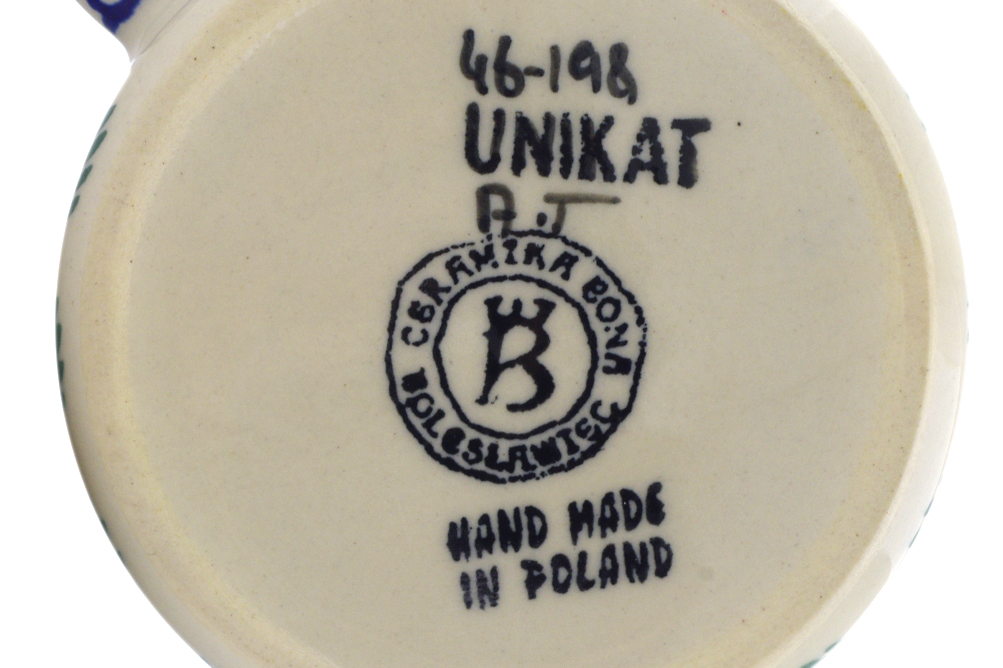 46-198
UNIKAT
A.J
CERAMIKA BONA
BOLESLAWIEC
B
HAND MADE
IN POLAND